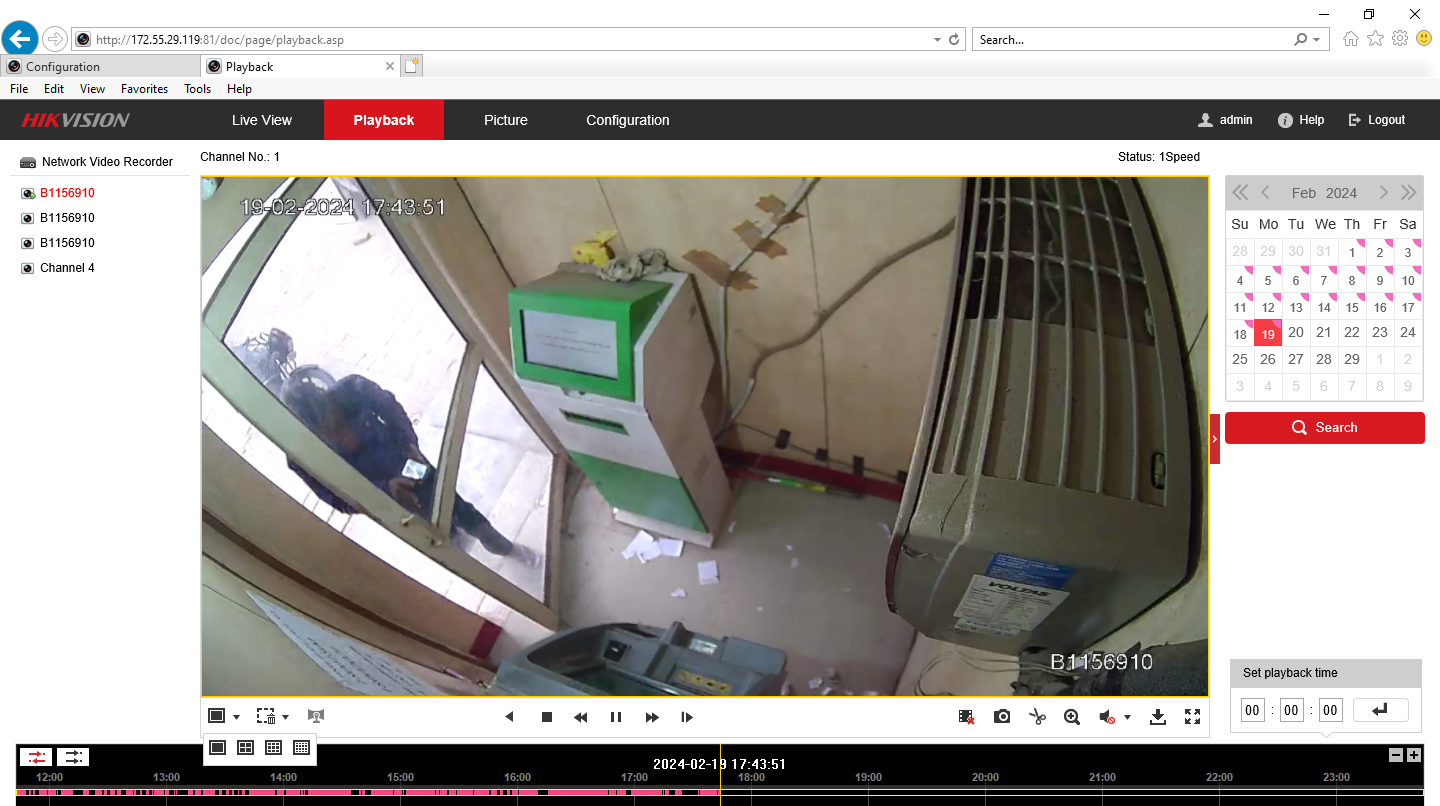 http://172.55.29.119:81/doc/page/playback.asp
Search...
Configuration
Playback
File Edit View Favorites Tools Help
HIKVISION
Live View Playback Picture Configuration
admin Help Logout
Network Video Recorder
B1156910
B1156910
B1156910
Channel 4
Channel No.: 1
Status: 1Speed
19-02-2024 17:43:51
VOLTAS
B1156910
Feb 2024
Su Mo Tu We Th Fr Sa
28 29 30 31 1 2 3
4 5 6 7 8 9 10
11 12 13 14 15 16 17
18 19 20 21 22 23 24
25 26 27 28 29 1 2
3 4 5 6 7 8 9
Search
Set playback time
00 : 00 : 00
2024-02-19 17:43:51
12:00 13:00 14:00 15:00 16:00 17:00 18:00 19:00 20:00 21:00 22:00 23:00